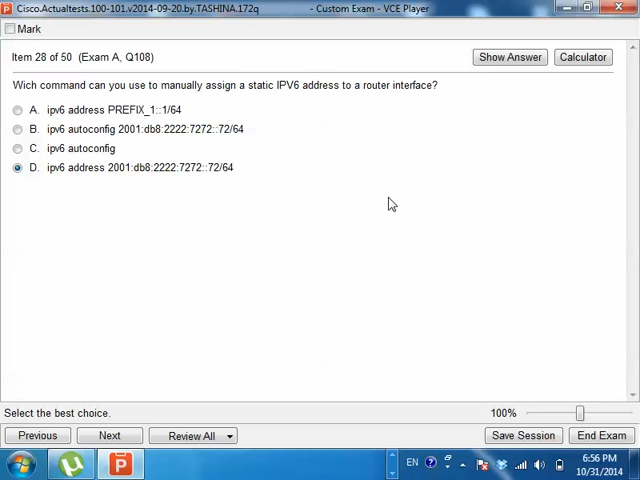 Cisco.Actualtests.100-101.v2014-09-20.by.TASHINA.172q - Custom Exam - VCE Player
Mark
Item 28 of 50 (Exam A, Q108)
Show Answer
Calculator
Wich command can you use to manually assign a static IPV6 address to a router interface?
A. ipv6 address PREFIX_1::1/64
B. ipv6 autoconfig 2001:db8:2222:7272::72/64
C. ipv6 autoconfig
D. ipv6 address 2001:db8:2222:7272::72/64
Select the best choice.
100%
Previous
Next
Review All
Save Session
End Exam
EN
6:56 PM
10/31/2014